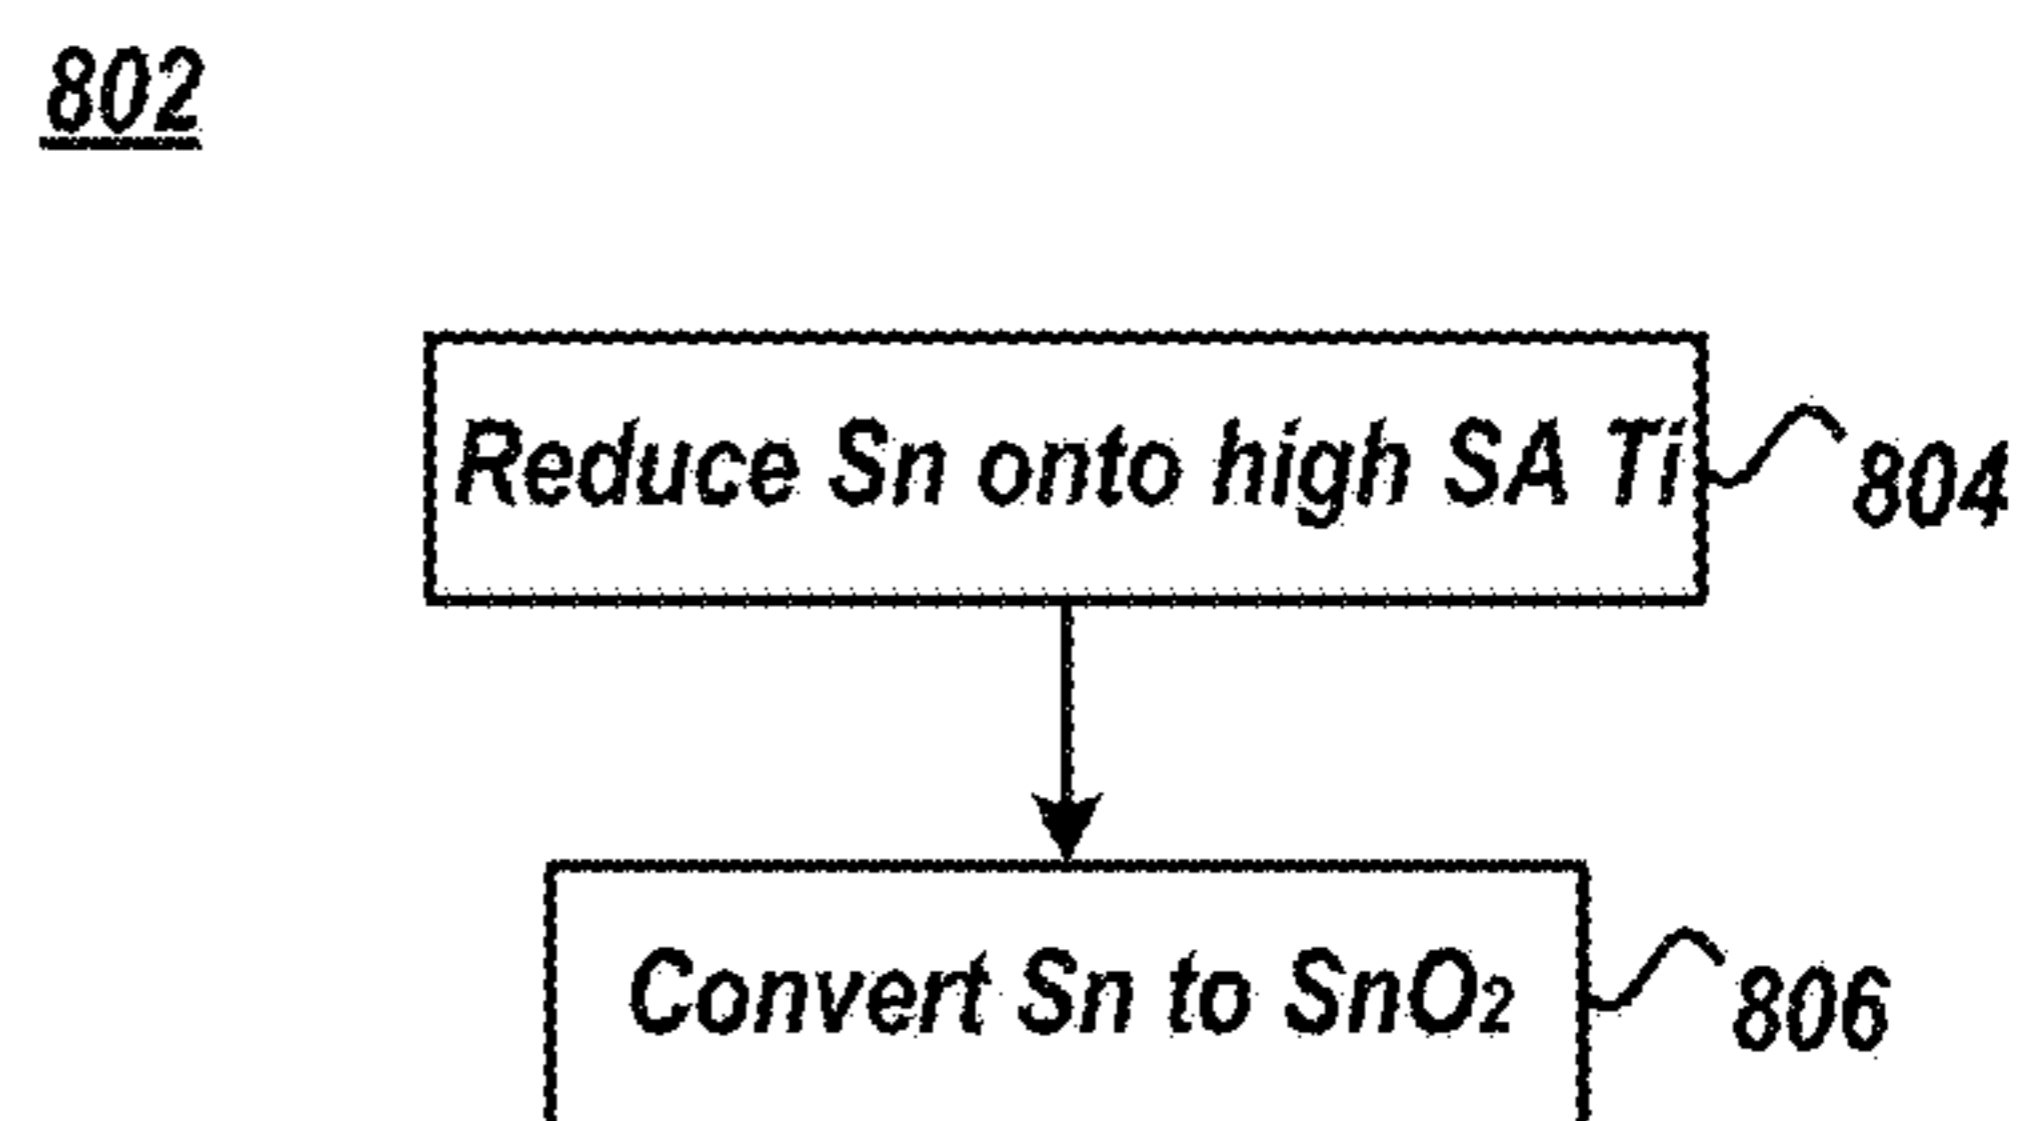 802
Reduce Sn onto high SA Ti
804
Convert Sn to SnO₂
806